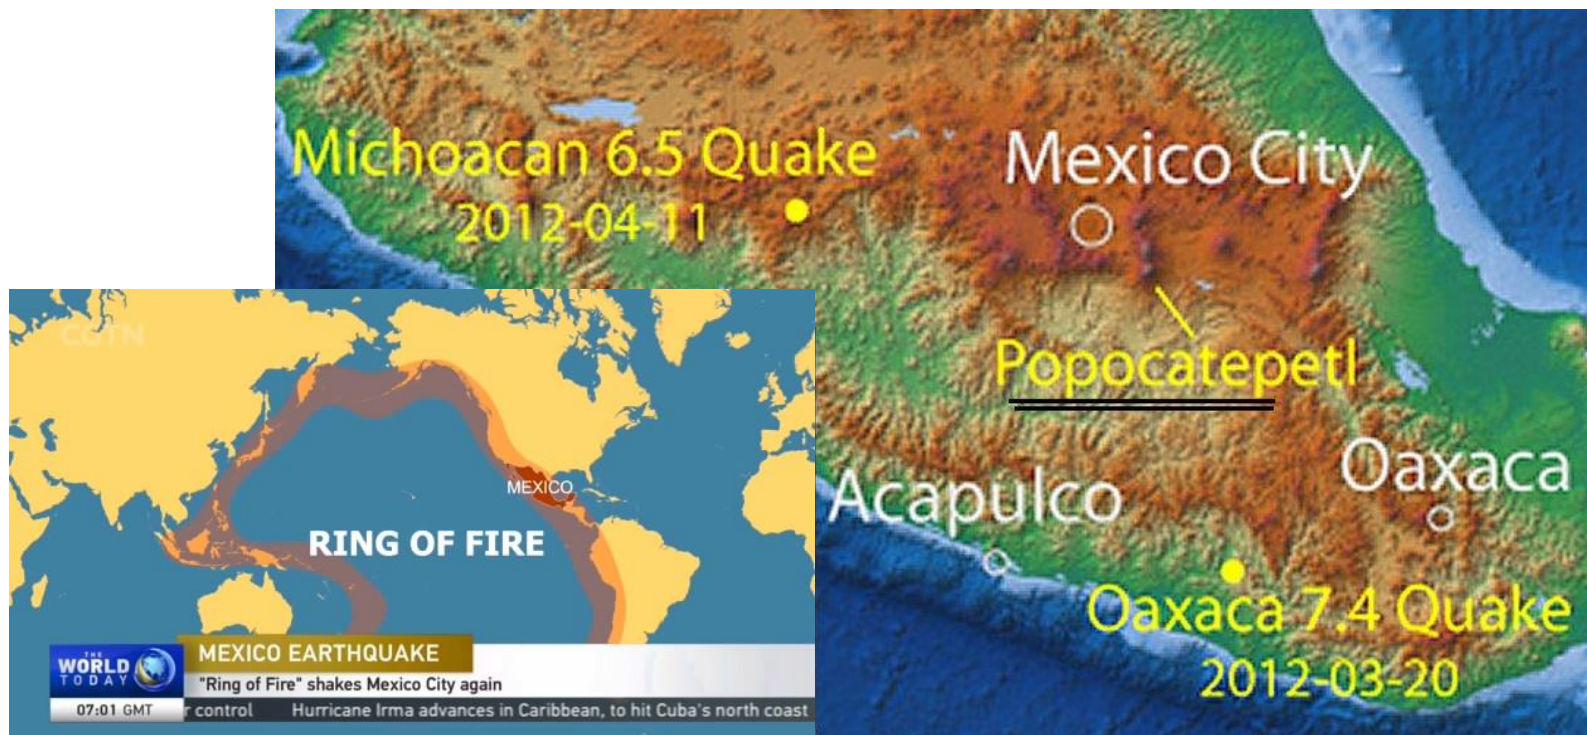 Michoacan 6.5 Quake
2012-04-11
Mexico City
Popocatepetl
Oaxaca
Acapulco
Oaxaca 7.4 Quake
2012-03-20
CGTN
MEXICO
RING OF FIRE
THE
WORLD
TODAY
MEXICO EARTHQUAKE
"Ring of Fire" shakes Mexico City again
07:01 GMT
r control Hurricane Irma advances in Caribbean, to hit Cuba's north coast